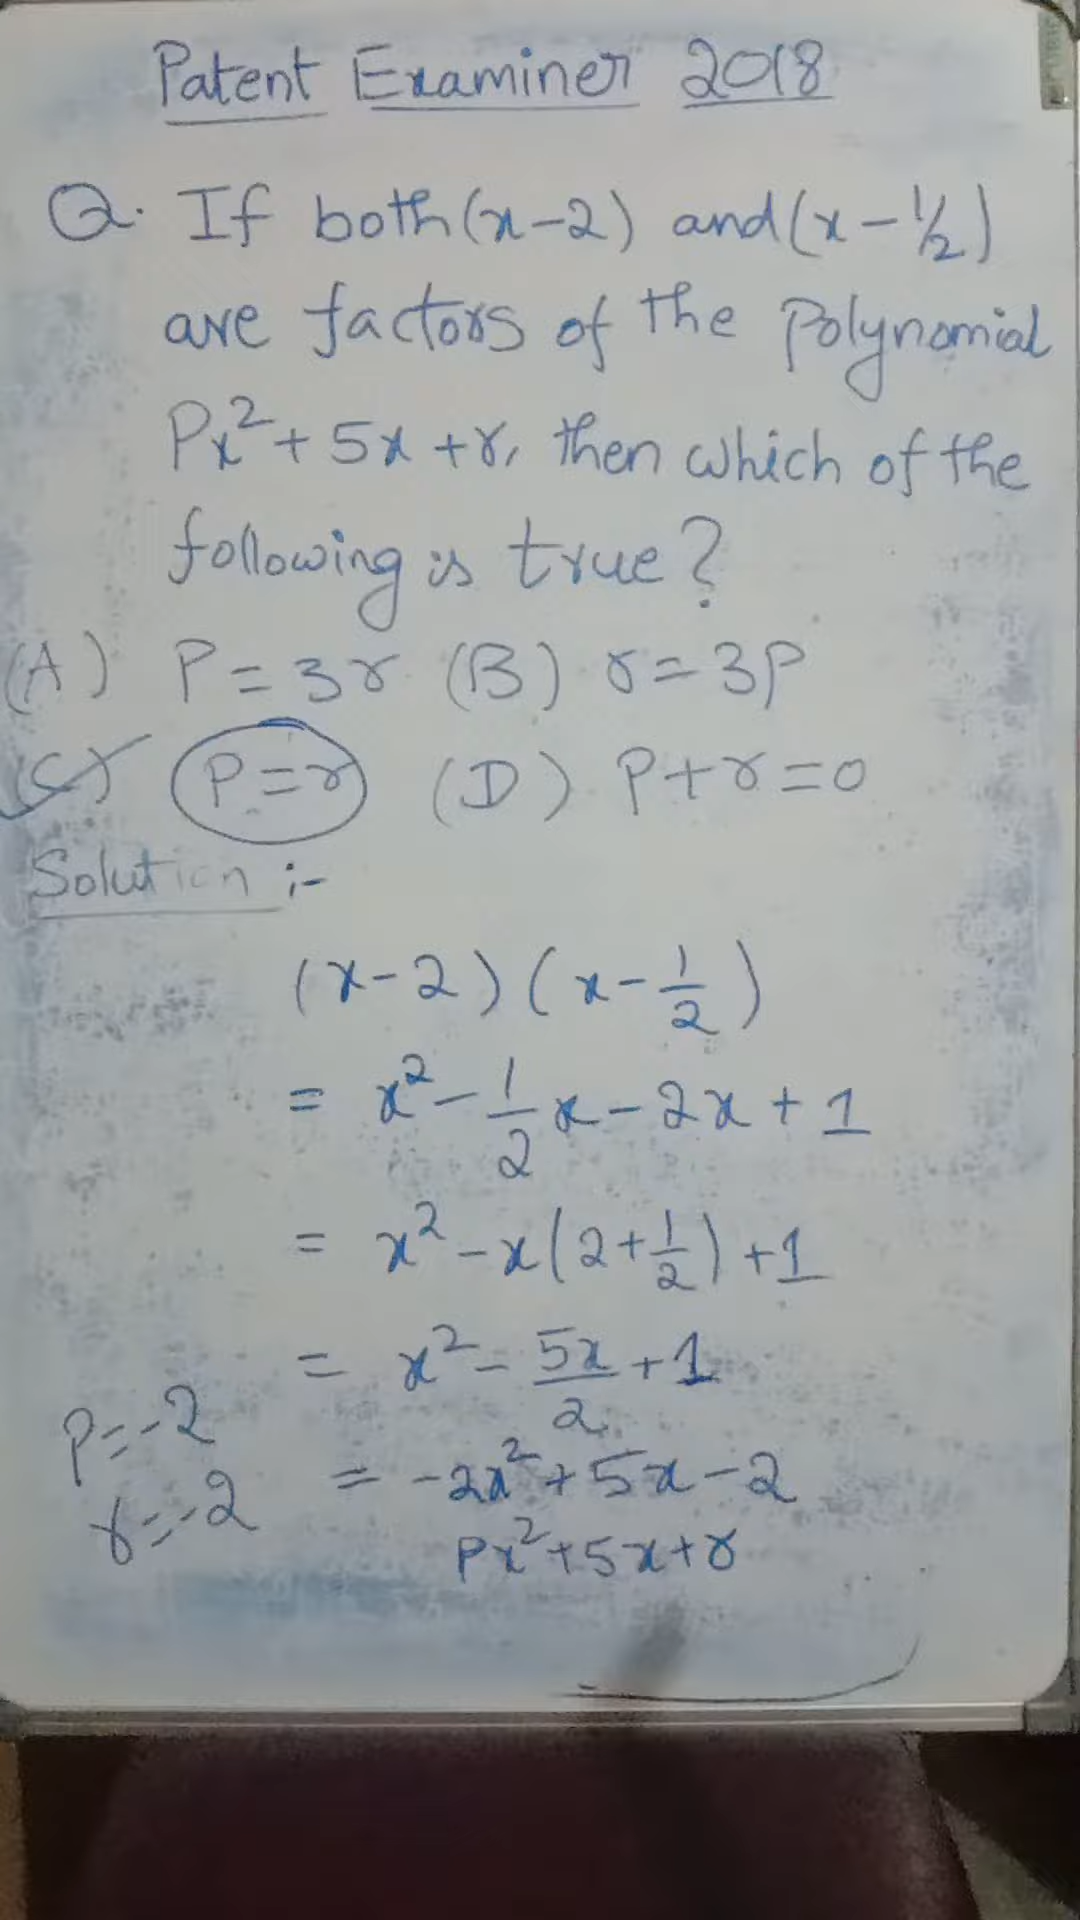 Patent Examiner 2018
Q. If both (x-2) and (x-1/2)
are factors of the Polynomial
Px²+5x+r, then which of the
following is true?
(A) P=3r (B) r=3p
(C) P=r (D) P+r=0
Solution :-
(x-2)(x-1/2)
= x²-1/2x-2x+1
= x²-x(2+1/2)+1
= x²-5x/2+1
P=-2
= -2x²+5x-2
r=-2
Px²+5x+r